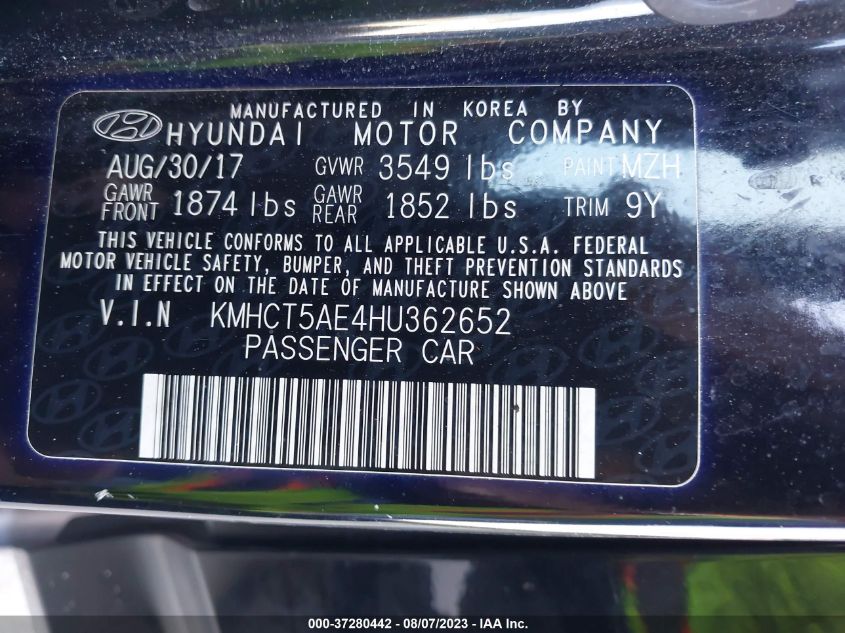 MANUFACTURED IN KOREA BY
HYUNDAI MOTOR COMPANY
AUG/30/17 GVWR 3549 lbs PAINT MZH
GAWR FRONT 1874 lbs GAWR REAR 1852 lbs TRIM 9Y
THIS VEHICLE CONFORMS TO ALL APPLICABLE U.S.A. FEDERAL
MOTOR VEHICLE SAFETY, BUMPER, AND THEFT PREVENTION STANDARDS
IN EFFECT ON THE DATE OF MANUFACTURE SHOWN ABOVE
V.I.N KMHCT5AE4HU362652
PASSENGER CAR
000-37280442 - 08/07/2023 - IAA Inc.